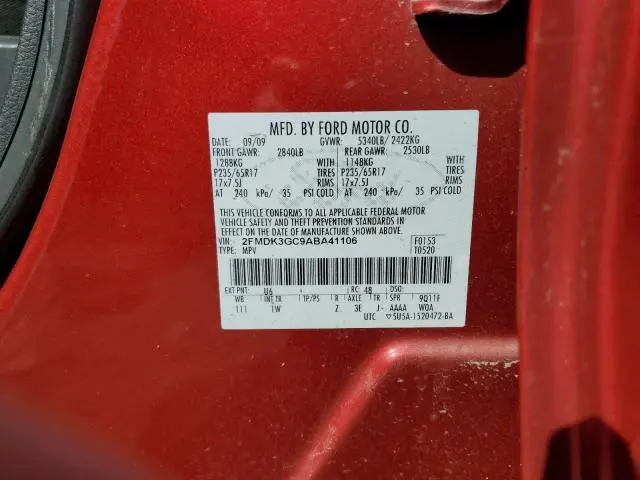 MFD. BY FORD MOTOR CO.
DATE: 09/09 GVWR: 5340LB/ 2422KG
FRONT GAWR: 2840LB REAR GAWR: 2530LB
1288KG WITH 1148KG WITH
P235/65R17 TIRES P235/65R17 TIRES
17x7.5J RIMS 17x7.5J RIMS
AT 240 kPa/ 35 PSI COLD AT 240 kPa/ 35 PSI COLD
THIS VEHICLE CONFORMS TO ALL APPLICABLE FEDERAL MOTOR
VEHICLE SAFETY AND THEFT PREVENTION STANDARDS IN
EFFECT ON THE DATE OF MANUFACTURE SHOWN ABOVE.
VIN: 2FMDK3GC9ABA41106 F0153
TYPE: MPV T0520
EXT PNT: U6 RC: 48 DSO:
WB INT TR TP/PS R AXLE TR SPR 9Q11F
111 1W Z 3E J AAAA W0A
UTC 5U5A-1520472-BA